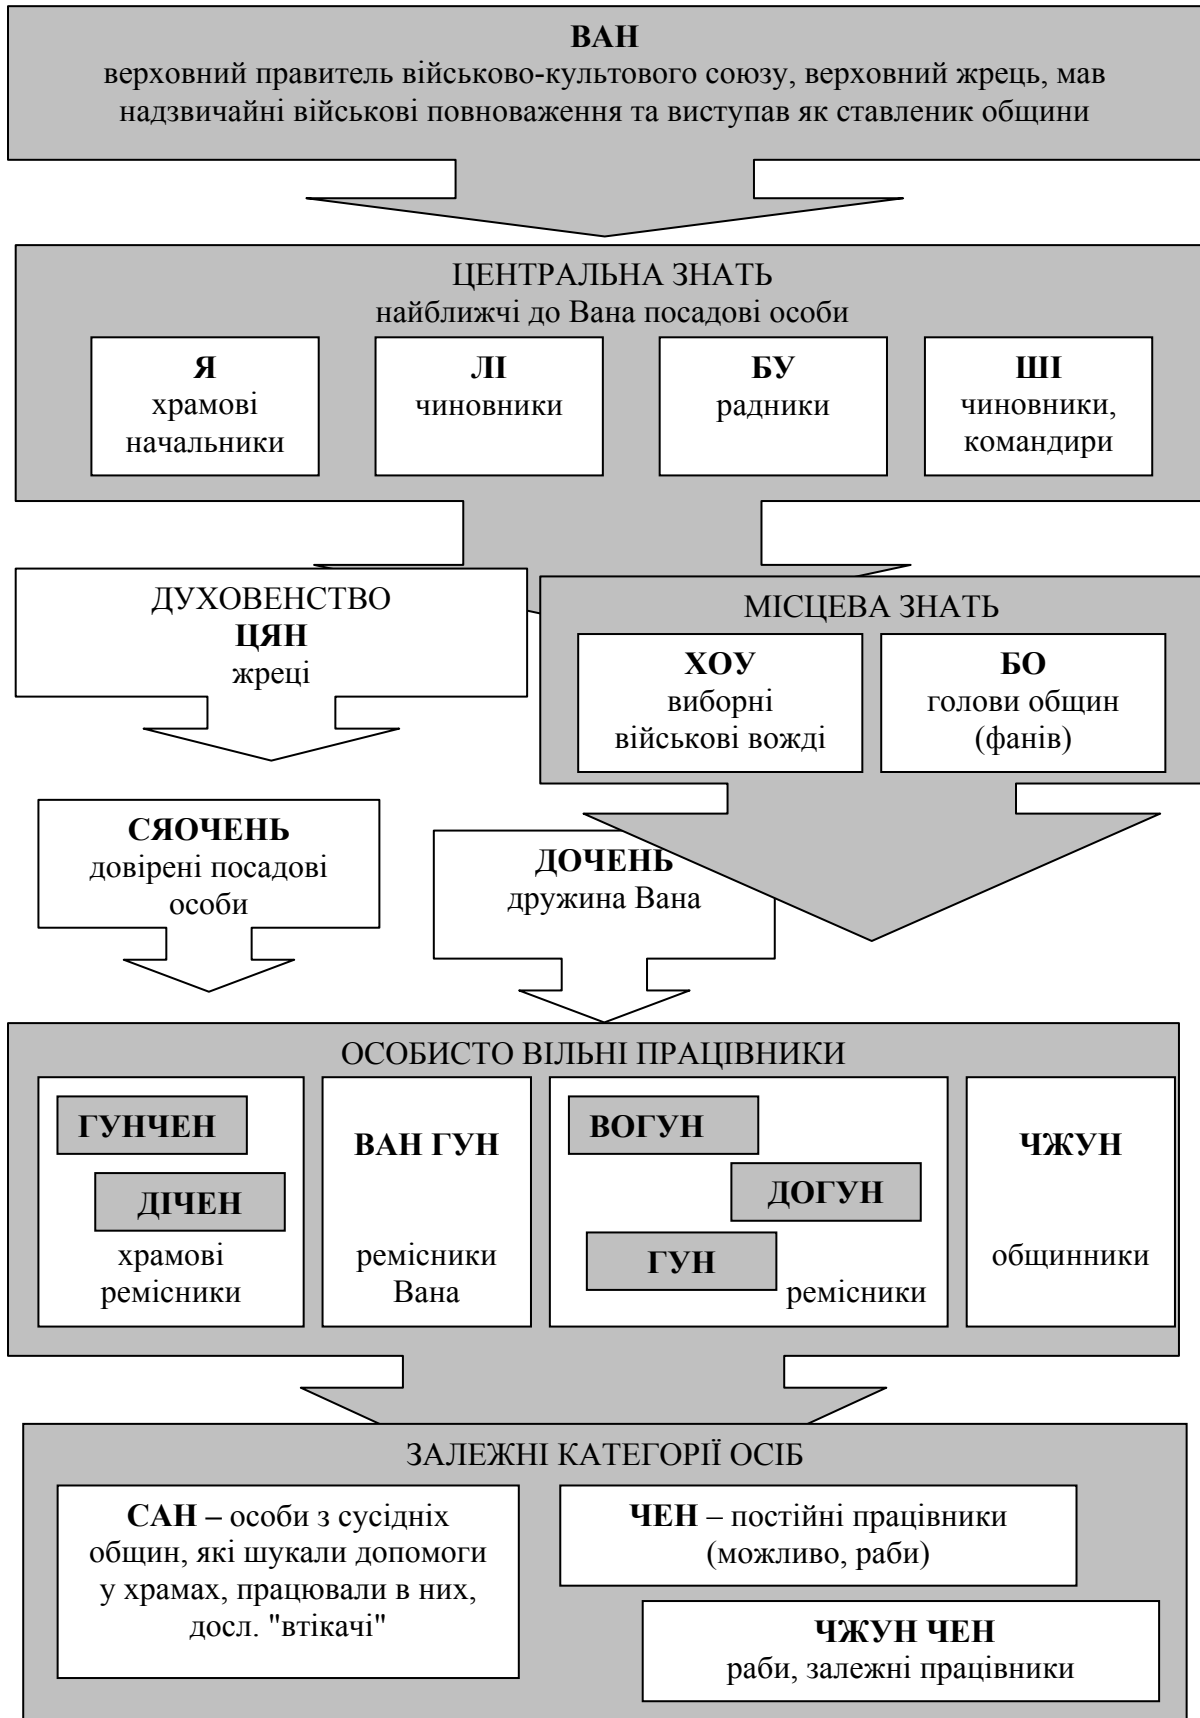 ВАН
верховний правитель військово-культового союзу, верховний жрець, мав
надзвичайні військові повноваження та виступав як ставленик общини
ЦЕНТРАЛЬНА ЗНАТЬ
найближчі до Вана посадові особи
Я
храмові
начальники
ЛІ
чиновники
БУ
радники
ШІ
чиновники,
командири
ДУХОВЕНСТВО
ЦЯН
жреці
МІСЦЕВА ЗНАТЬ
ХОУ
виборні
військові вожді
БО
голови общин
(фанів)
СЯОЧЕНЬ
довірені посадові
особи
ДОЧЕНЬ
дружина Вана
ОСОБИСТО ВІЛЬНІ ПРАЦІВНИКИ
ГУНЧЕН
ДІЧЕН
храмові
ремісники
ВАН ГУН
ремісники
Вана
ВОГУН
ДОГУН
ГУН
ремісники
ЧЖУН
общинники
ЗАЛЕЖНІ КАТЕГОРІЇ ОСІБ
САН – особи з сусідніх
общин, які шукали допомоги
у храмах, працювали в них,
досл. "втікачі"
ЧЕН – постійні працівники
(можливо, раби)
ЧЖУН ЧЕН
раби, залежні працівники